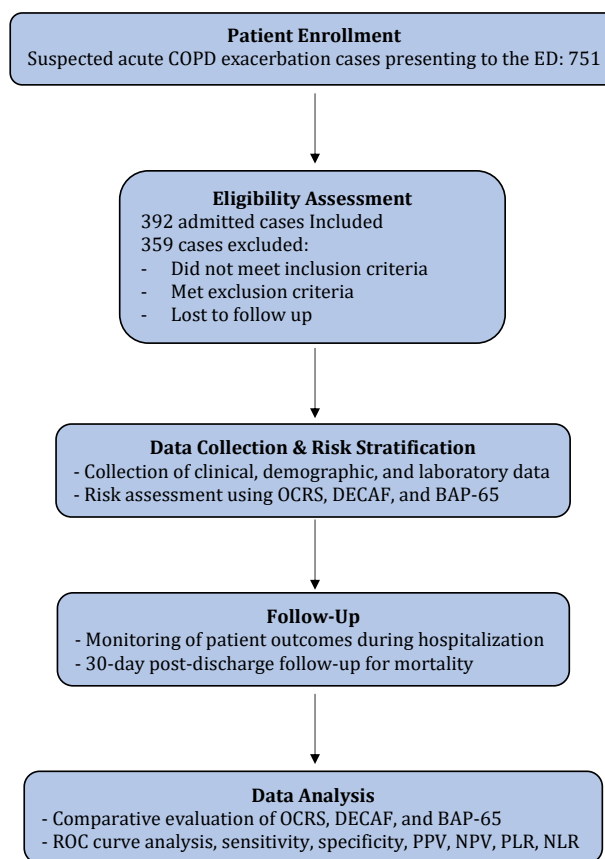 Patient Enrollment
Suspected acute COPD exacerbation cases presenting to the ED: 751
Eligibility Assessment
392 admitted cases Included
359 cases excluded:
- Did not meet inclusion criteria
- Met exclusion criteria
- Lost to follow up
Data Collection & Risk Stratification
- Collection of clinical, demographic, and laboratory data
- Risk assessment using OCRS, DECAF, and BAP-65
Follow-Up
- Monitoring of patient outcomes during hospitalization
- 30-day post-discharge follow-up for mortality
Data Analysis
- Comparative evaluation of OCRS, DECAF, and BAP-65
- ROC curve analysis, sensitivity, specificity, PPV, NPV, PLR, NLR